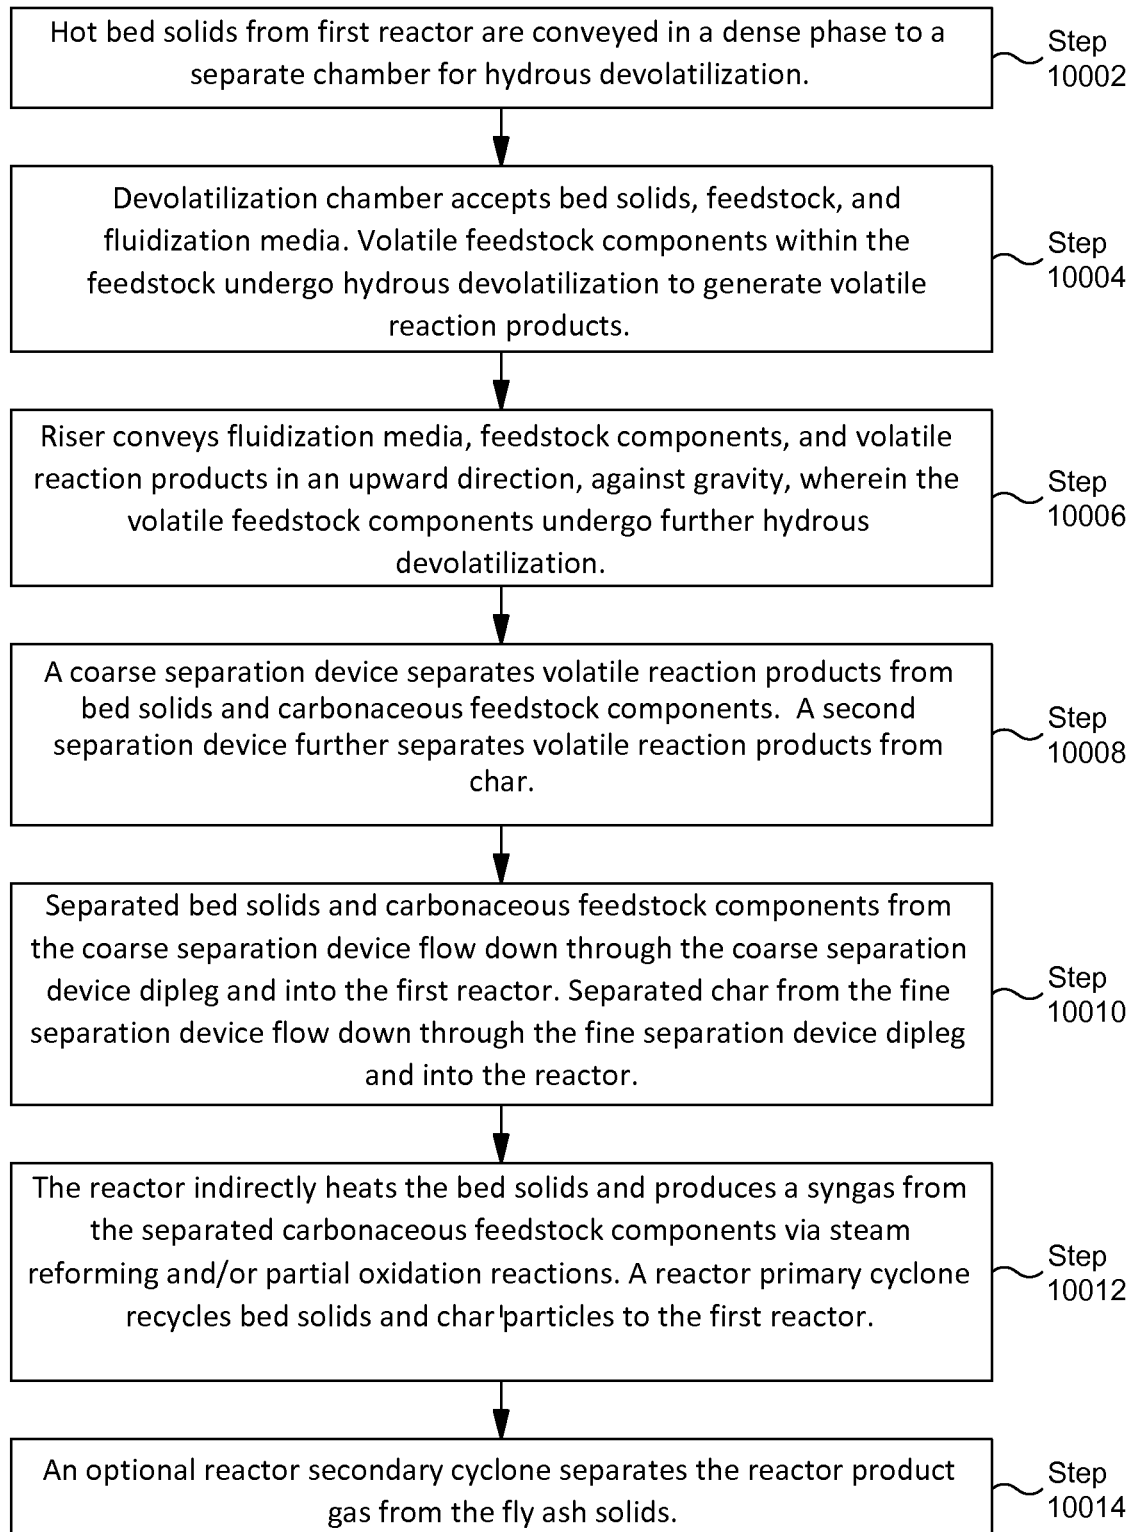 Hot bed solids from first reactor are conveyed in a dense phase to a
separate chamber for hydrous devolatilization.
Step
10002
Devolatilization chamber accepts bed solids, feedstock, and
fluidization media. Volatile feedstock components within the
feedstock undergo hydrous devolatilization to generate volatile
reaction products.
Step
10004
Riser conveys fluidization media, feedstock components, and volatile
reaction products in an upward direction, against gravity, wherein the
volatile feedstock components undergo further hydrous
devolatilization.
Step
10006
A coarse separation device separates volatile reaction products from
bed solids and carbonaceous feedstock components. A second
separation device further separates volatile reaction products from
char.
Step
10008
Separated bed solids and carbonaceous feedstock components from
the coarse separation device flow down through the coarse separation
device dipleg and into the first reactor. Separated char from the fine
separation device flow down through the fine separation device dipleg
and into the reactor.
Step
10010
The reactor indirectly heats the bed solids and produces a syngas from
the separated carbonaceous feedstock components via steam
reforming and/or partial oxidation reactions. A reactor primary cyclone
recycles bed solids and char particles to the first reactor.
Step
10012
An optional reactor secondary cyclone separates the reactor product
gas from the fly ash solids.
Step
10014